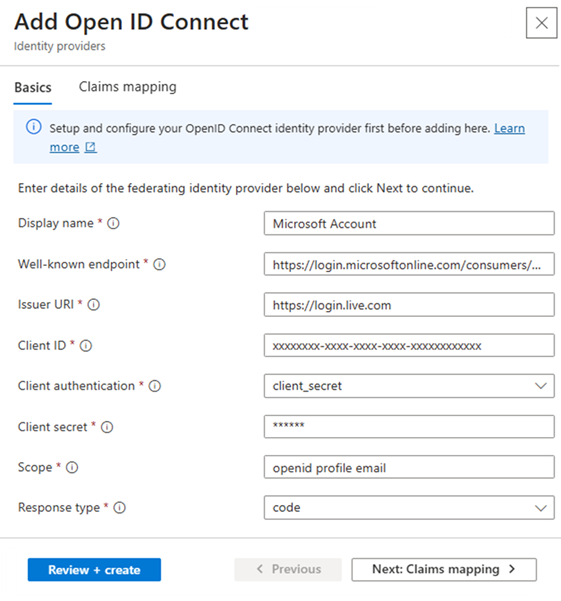 Add Open ID Connect
Identity providers
Basics Claims mapping
Setup and configure your OpenID Connect identity provider first before adding here. Learn
more
Enter details of the federating identity provider below and click Next to continue.
Display name * Microsoft Account
Well-known endpoint * https://login.microsoftonline.com/consumers/...
Issuer URI * https://login.live.com
Client ID * xxxxxxxx-xxxx-xxxx-xxxx-xxxxxxxxxxxx
Client authentication * client_secret
Client secret * ******
Scope * openid profile email
Response type * code
Review + create < Previous Next: Claims mapping >